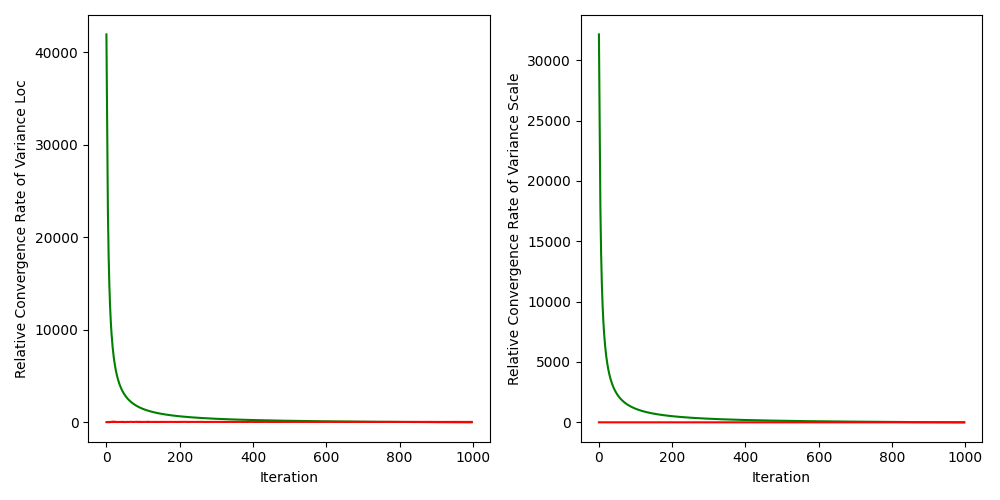 Relative Convergence Rate of Variance Loc
40000
30000
20000
10000
0
0 200 400 600 800 1000
Iteration
Relative Convergence Rate of Variance Scale
30000
25000
20000
15000
10000
5000
0
0 200 400 600 800 1000
Iteration